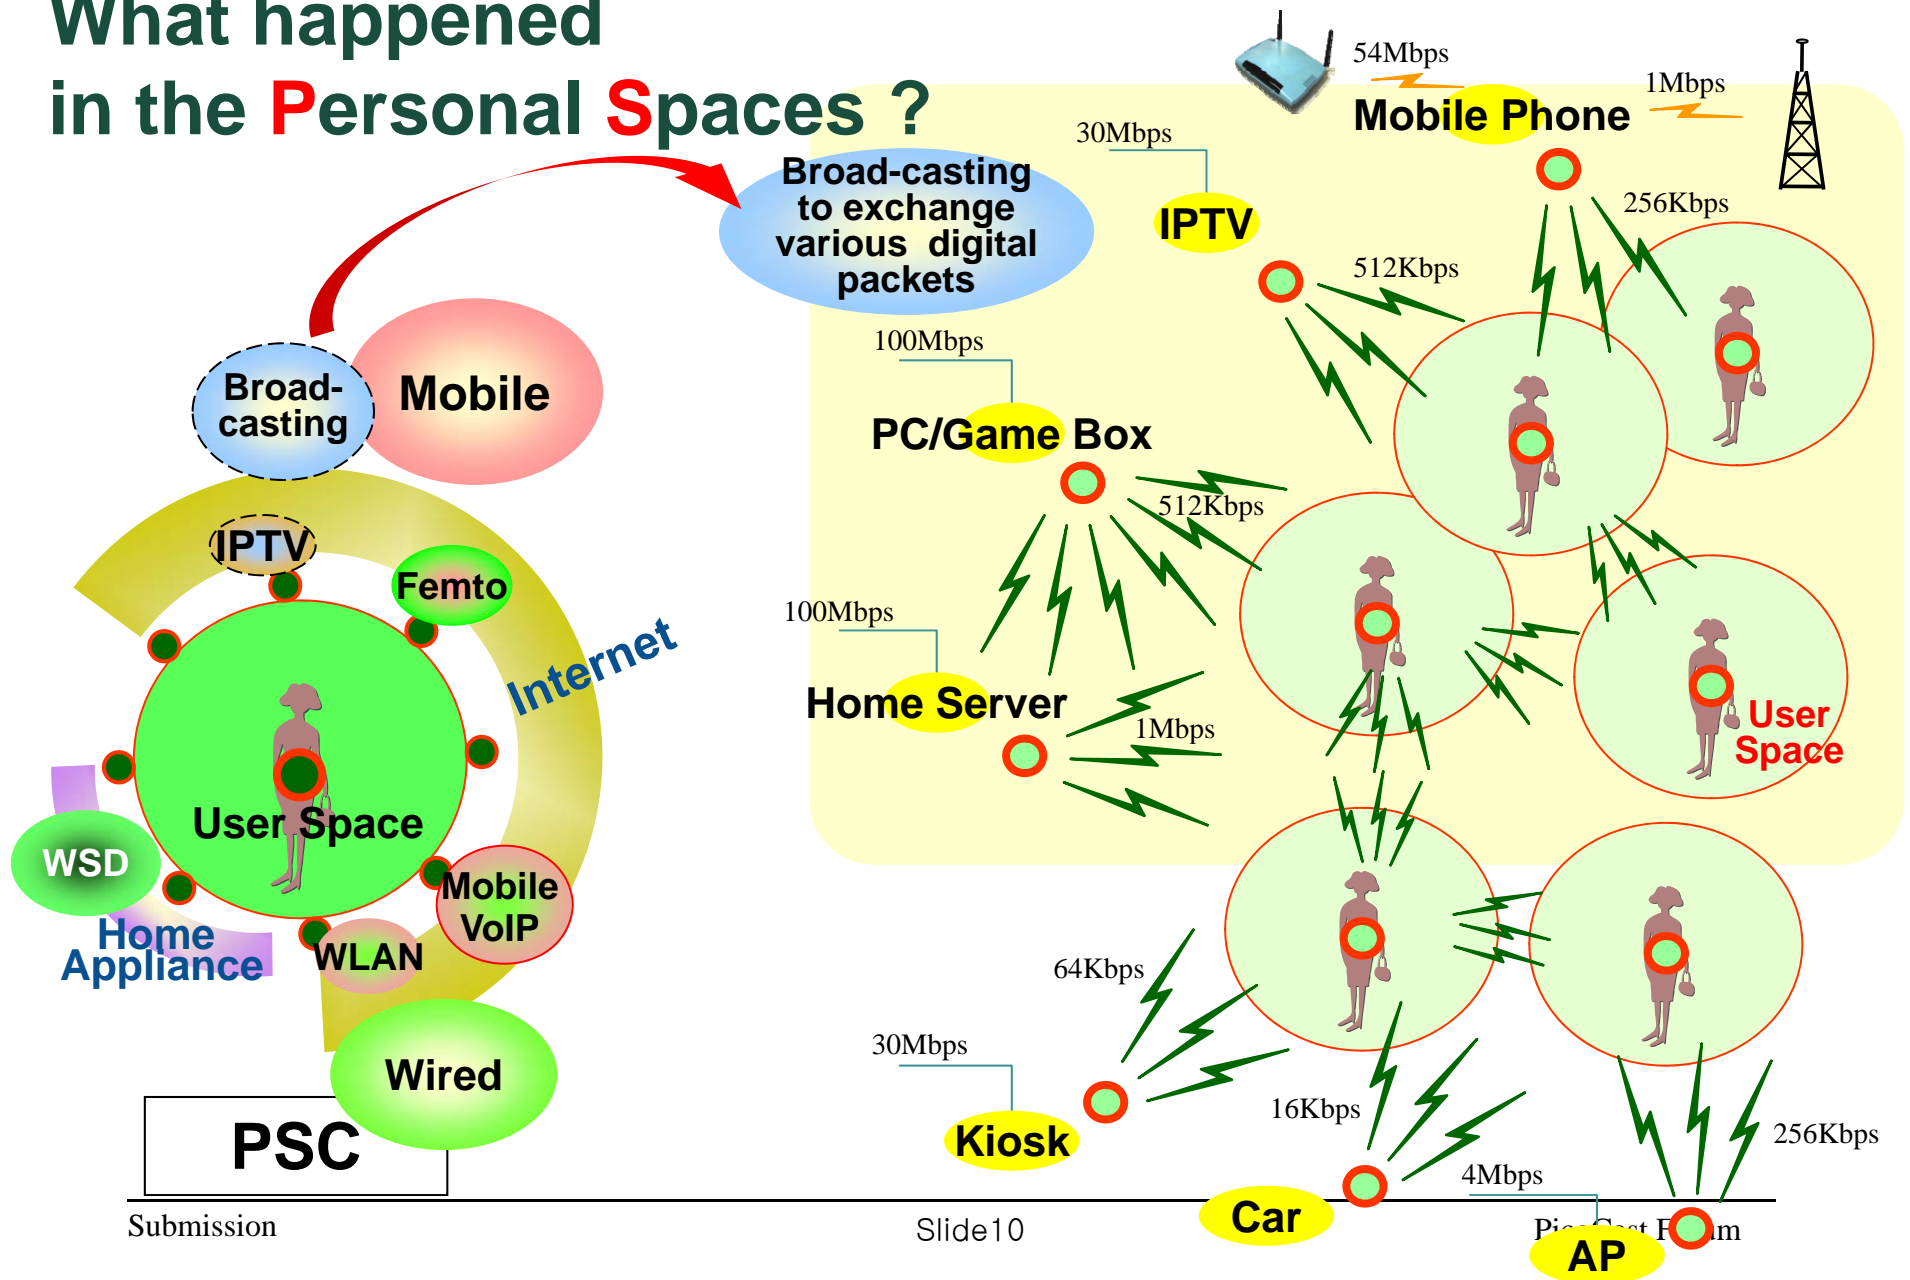 What happened
in the Personal Spaces ?
54Mbps
1Mbps
Mobile Phone
30Mbps
Broad-casting
to exchange
various digital
packets
IPTV
256Kbps
512Kbps
100Mbps
Broad-
casting
Mobile
PC/Game Box
512Kbps
IPTV
Femto
100Mbps
Internet
Home Server
1Mbps
User
Space
User Space
WSD
Mobile
VoIP
Home
Appliance
WLAN
64Kbps
30Mbps
Wired
16Kbps
256Kbps
PSC
Kiosk
4Mbps
Car
AP
Submission
Slide10